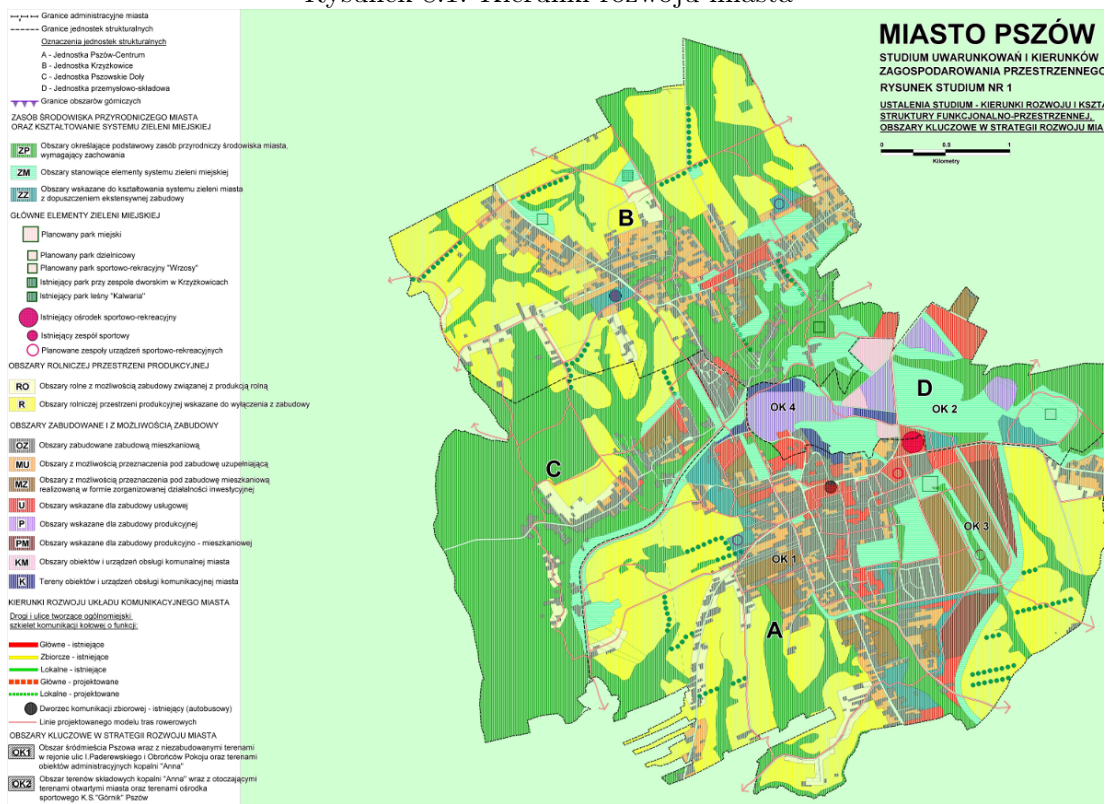 Rysunek 3.1: Kierunki rozwoju miasta
Granice administracyjne miasta
Granice jednostek strukturalnych
Oznaczenia jednostek strukturalnych
A - Jednostka Pszów-Centrum
B - Jednostka Krzyżkowice
C - Jednostka Pszowskie Doły
D - Jednostka przemysłowo-składowa
Granice obszarów górniczych
ZASÓB ŚRODOWISKA PRZYRODNICZEGO MIASTA
ORAZ KSZTAŁTOWANIE SYSTEMU ZIELENI MIEJSKIEJ
ZP Obszary określające podstawowy zasób przyrodniczy środowiska miasta,
wymagający zachowania
ZM Obszary stanowiące elementy systemu zieleni miejskiej
ZZ Obszary wskazane do kształtowania systemu zieleni miasta
z dopuszczeniem ekstensywnej zabudowy
GŁÓWNE ELEMENTY ZIELENI MIEJSKIEJ
Planowany park miejski
Planowany park dzielnicowy
Planowany park sportowo-rekracyjny "Wrzosy"
Istniejący park przy zespole dworskim w Krzyżkowicach
Istniejący park leśny "Kalwaria"
Istniejący ośrodek sportowo-rekreacyjny
Istniejący zespół sportowy
Planowane zespoły urządzeń sportowo-rekreacyjnych
OBSZARY ROLNICZEJ PRZESTRZENI PRODUKCYJNEJ
RO Obszary rolne z możliwością zabudowy związanej z produkcją rolną
R Obszary rolniczej przestrzeni produkcyjnej wskazane do wyłączenia z zabudowy
OBSZARY ZABUDOWANE I Z MOŻLIWOŚCIĄ ZABUDOWY
OZ Obszary zabudowane zabudową mieszkaniową
MU Obszary z możliwością przeznaczenia pod zabudowę uzupełniającą
MZ Obszary z możliwością przeznaczenia pod zabudowę mieszkaniową
realizowaną w formie zorganizowanej działalności inwestycyjnej
U Obszary wskazane dla zabudowy usługowej
P Obszary wskazane dla zabudowy produkcyjnej
PM Obszary wskazane dla zabudowy produkcyjno - mieszkaniowej
KM Obszary obiektów i urządzeń obsługi komunalnej miasta
K Tereny obiektów i urządzeń obsługi komunikacyjnej miasta
KIERUNKI ROZWOJU UKŁADU KOMUNIKACYJNEGO MIASTA
Drogi i ulice tworzące ogólnomiejski
szkielet komunikacji kołowej o funkcji:
Główne - istniejące
Zbiorcze - istniejące
Lokalne - istniejące
Główne - projektowane
Lokalne - projektowane
Dworzec komunikacji zbiorowej - istniejący (autobusowy)
Linie projektowanego modelu tras rowerowych
OBSZARY KLUCZOWE W STRATEGII ROZWOJU MIASTA
OK1 Obszar śródmieścia Pszowa wraz z niezabudowanymi terenami
w rejonie ulic I.Paderewskiego i Obrońców Pokoju oraz terenami
obiektów administracyjnych kopalni "Anna"
OK2 Obszar terenów składowych kopalni "Anna" wraz z otoczającymi
terenami otwartymi miasta oraz terenami ośrodka
sportowego K.S."Górnik" Pszów
MIASTO PSZÓW
STUDIUM UWARUNKOWAŃ I KIERUNKÓW
ZAGOSPODAROWANIA PRZESTRZENNEGO
RYSUNEK STUDIUM NR 1
USTALENIA STUDIUM - KIERUNKI ROZWOJU I KSZTA
STRUKTURY FUNKCJONALNO-PRZESTRZENNEJ,
OBSZARY KLUCZOWE W STRATEGII ROZWOJU MIA
0 0.5 1
Kilometry
B
D
OK 4
OK 2
C
OK 3
OK 1
A